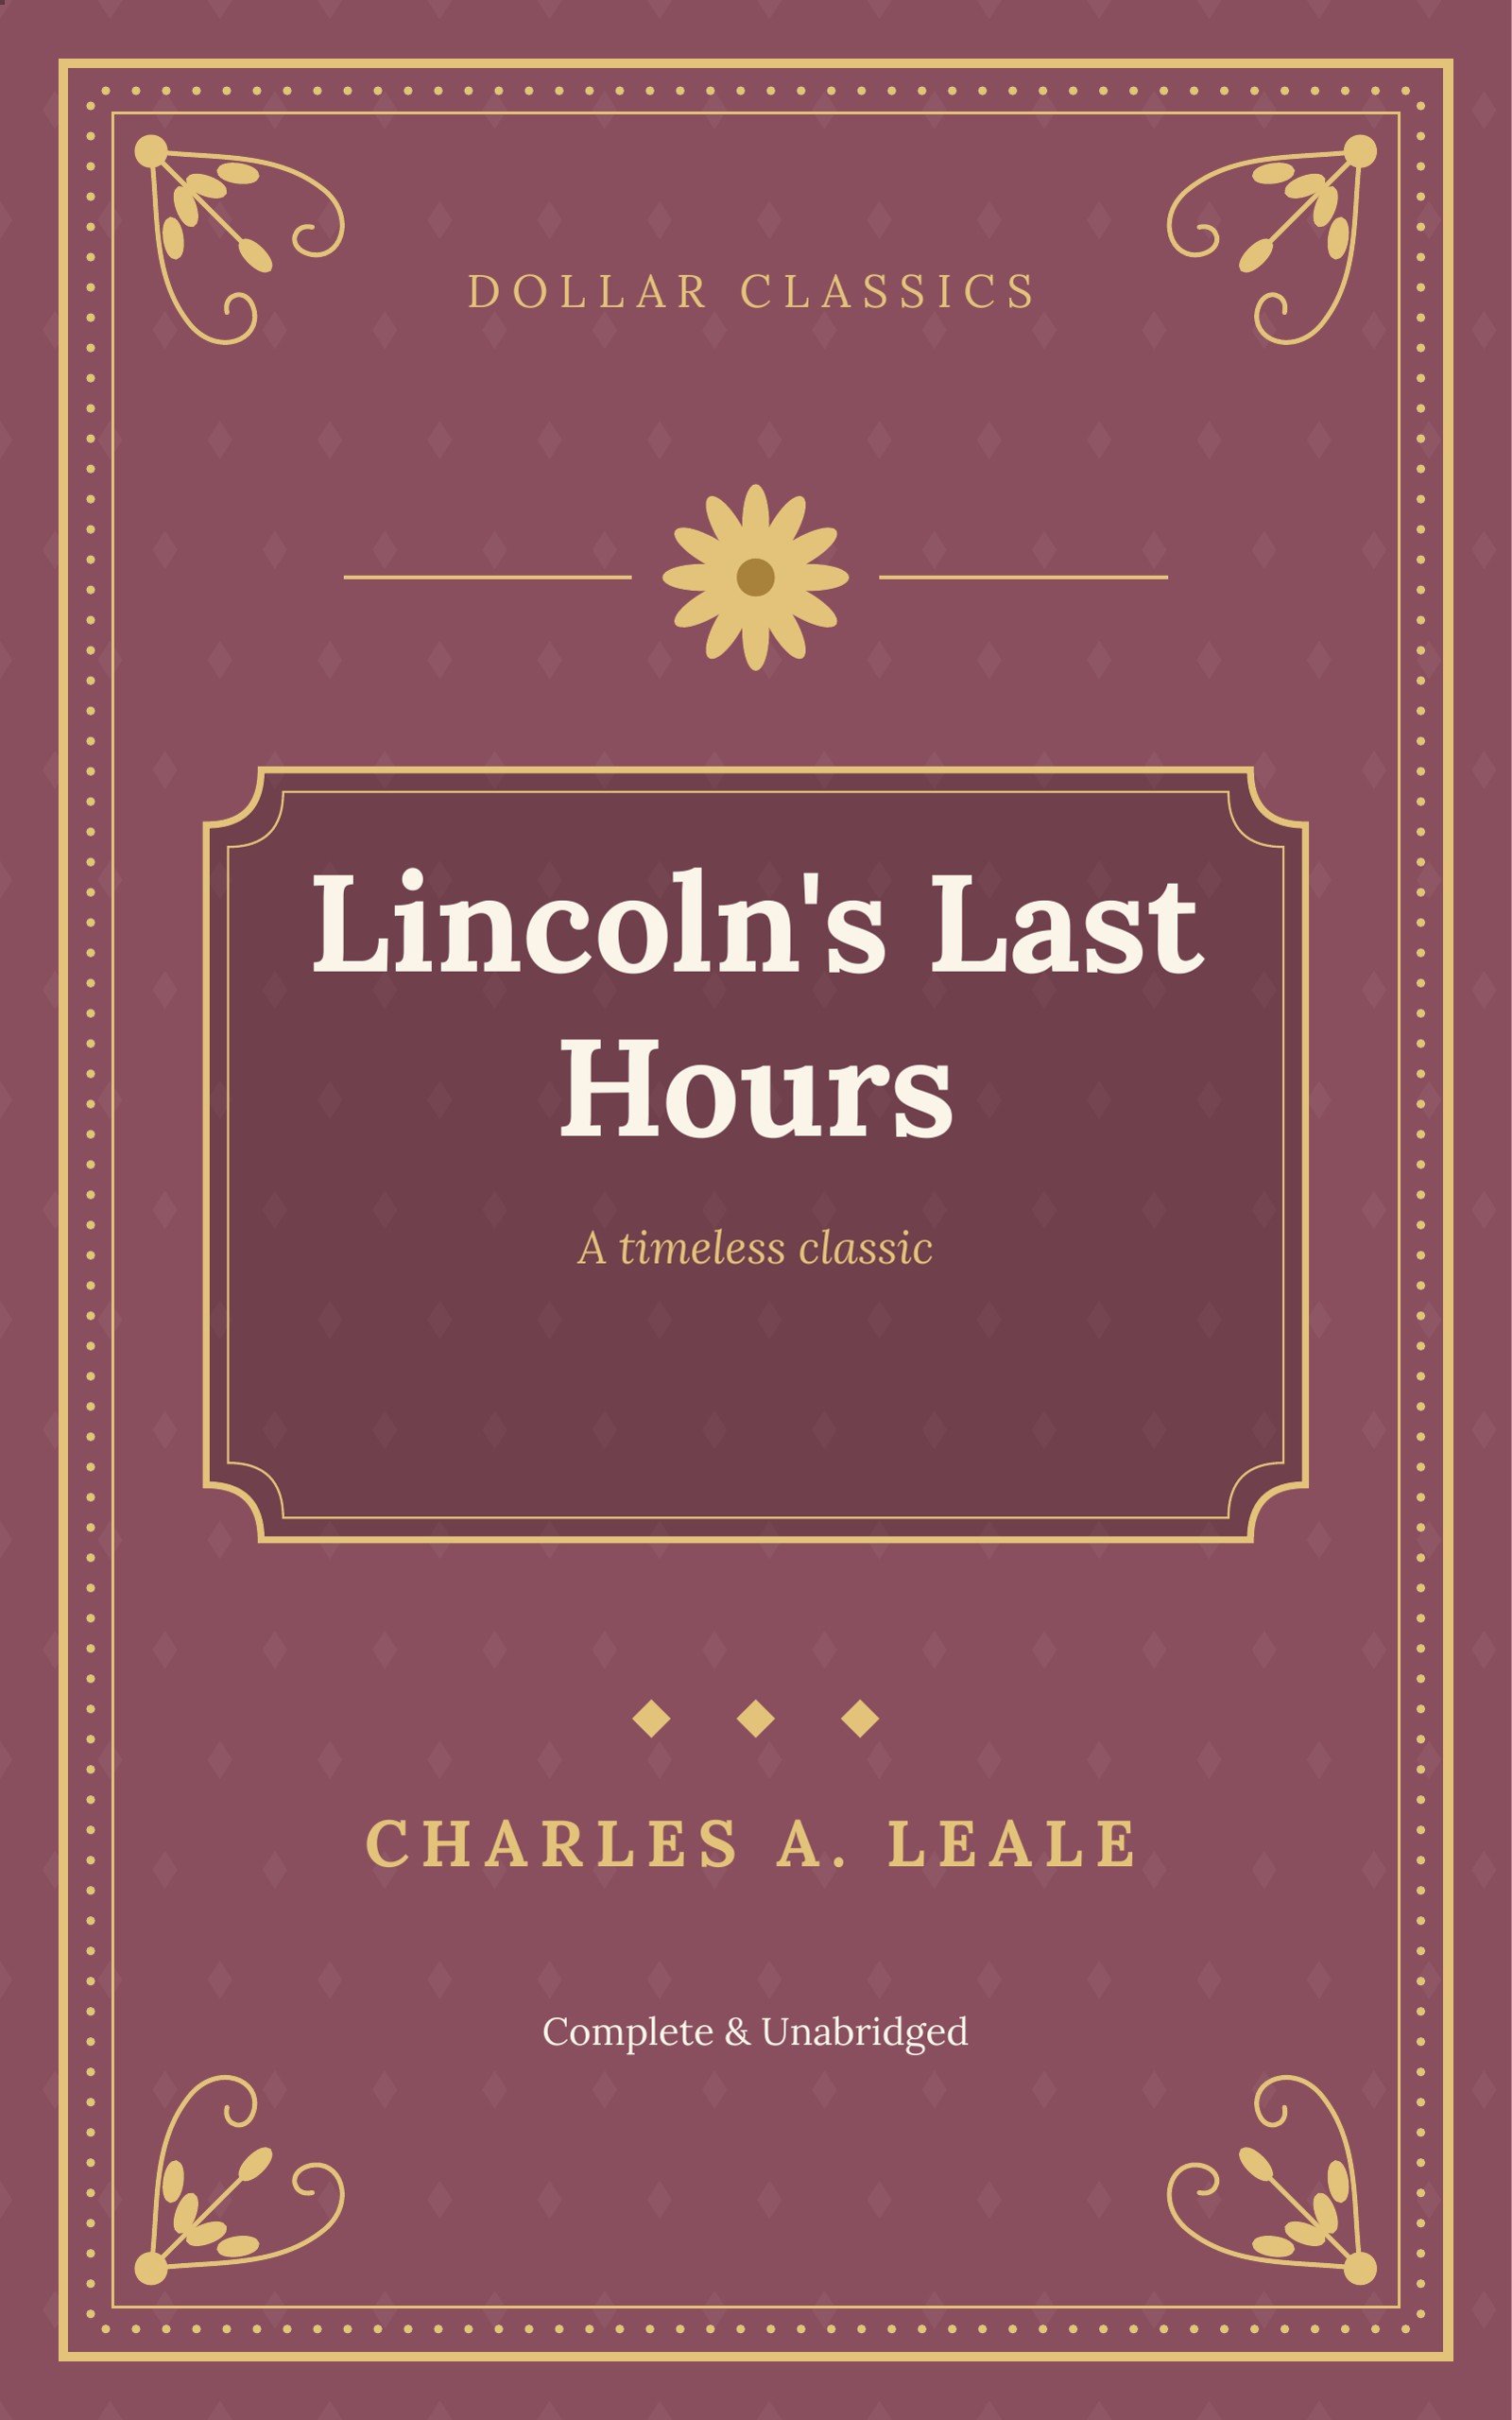 DOLLAR CLASSICS
Lincoln's Last
Hours
A timeless classic
CHARLES A. LEALE
Complete & Unabridged